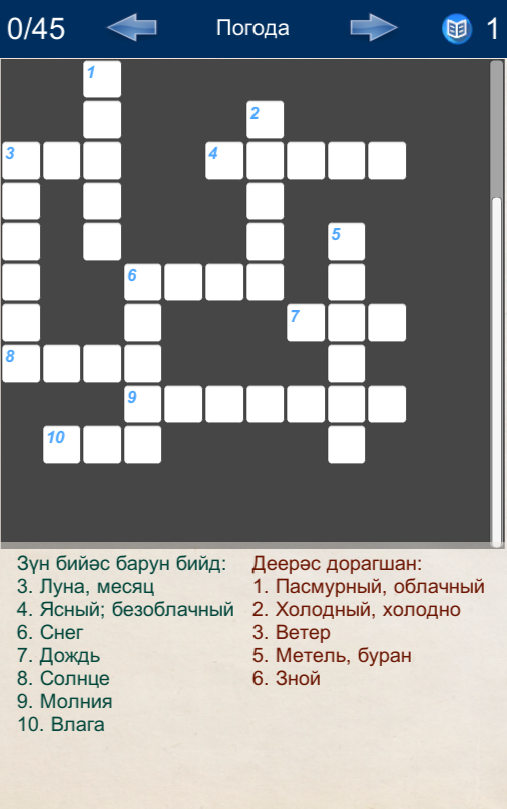 0/45 Погода 1
1
2
3 4
5
6
7
8
9
10
Зүн бийәс барун бийд:
3. Луна, месяц
4. Ясный; безоблачный
6. Снег
7. Дождь
8. Солнце
9. Молния
10. Влага
Деерәс дорагшан:
1. Пасмурный, облачный
2. Холодный, холодно
3. Ветер
5. Метель, буран
6. Зной